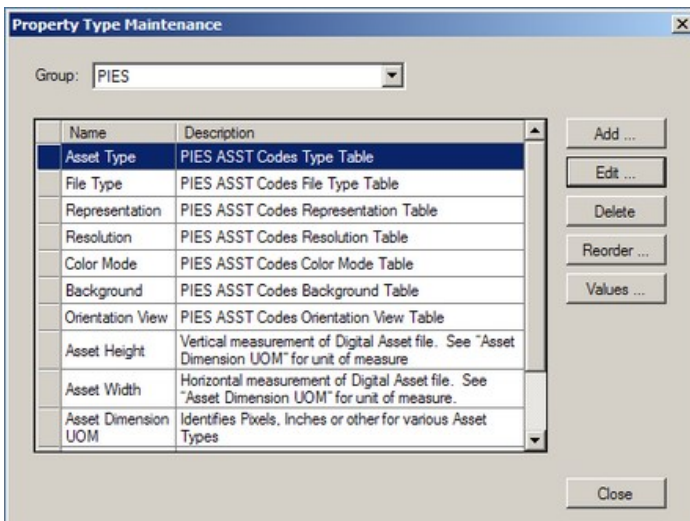 Property Type Maintenance
Group: PIES
Name Description
Asset Type PIES ASST Codes Type Table
File Type PIES ASST Codes File Type Table
Representation PIES ASST Codes Representation Table
Resolution PIES ASST Codes Resolution Table
Color Mode PIES ASST Codes Color Mode Table
Background PIES ASST Codes Background Table
Orientation View PIES ASST Codes Orientation View Table
Asset Height Vertical measurement of Digital Asset file. See "Asset
Dimension UOM" for unit of measure
Asset Width Horizontal measurement of Digital Asset file. See
"Asset Dimension UOM" for unit of measure.
Asset Dimension Identifies Pixels, Inches or other for various Asset
UOM Types
Add ...
Edit ...
Delete
Reorder ...
Values ...
Close